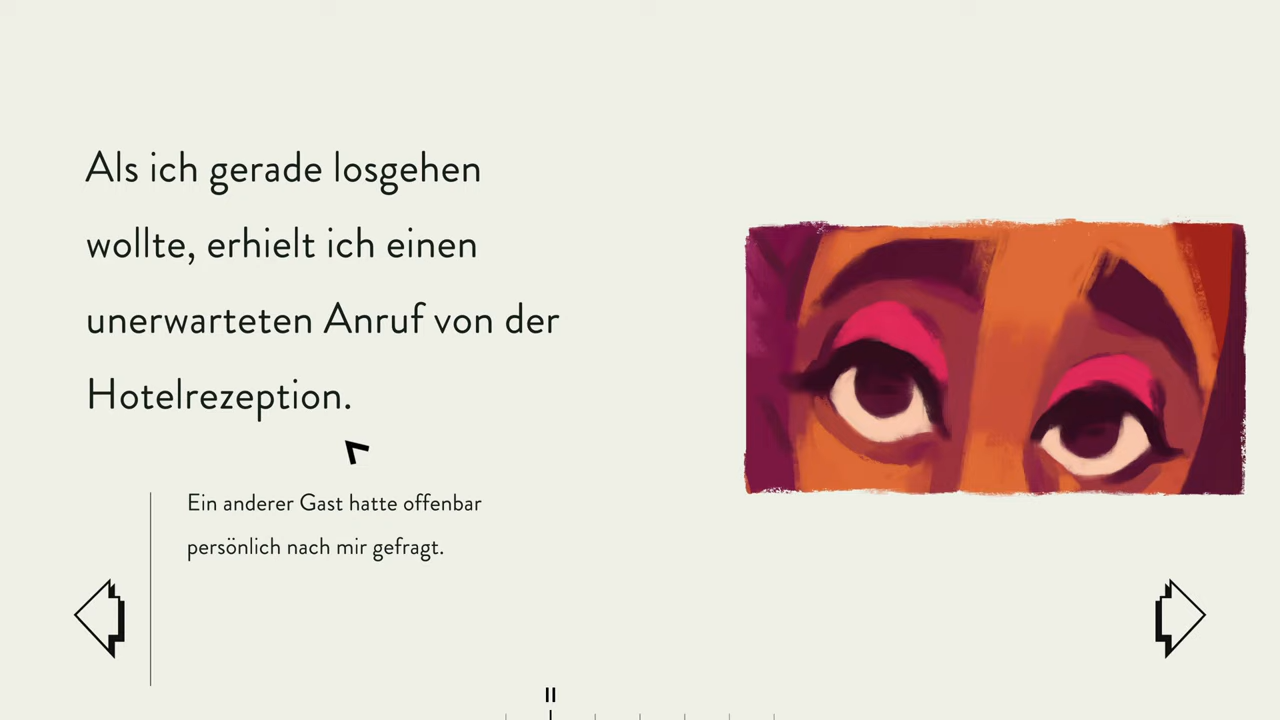 Als ich gerade losgehen
wollte, erhielt ich einen
unerwarteten Anruf von der
Hotelrezeption.
Ein anderer Gast hatte offenbar
persönlich nach mir gefragt.
II